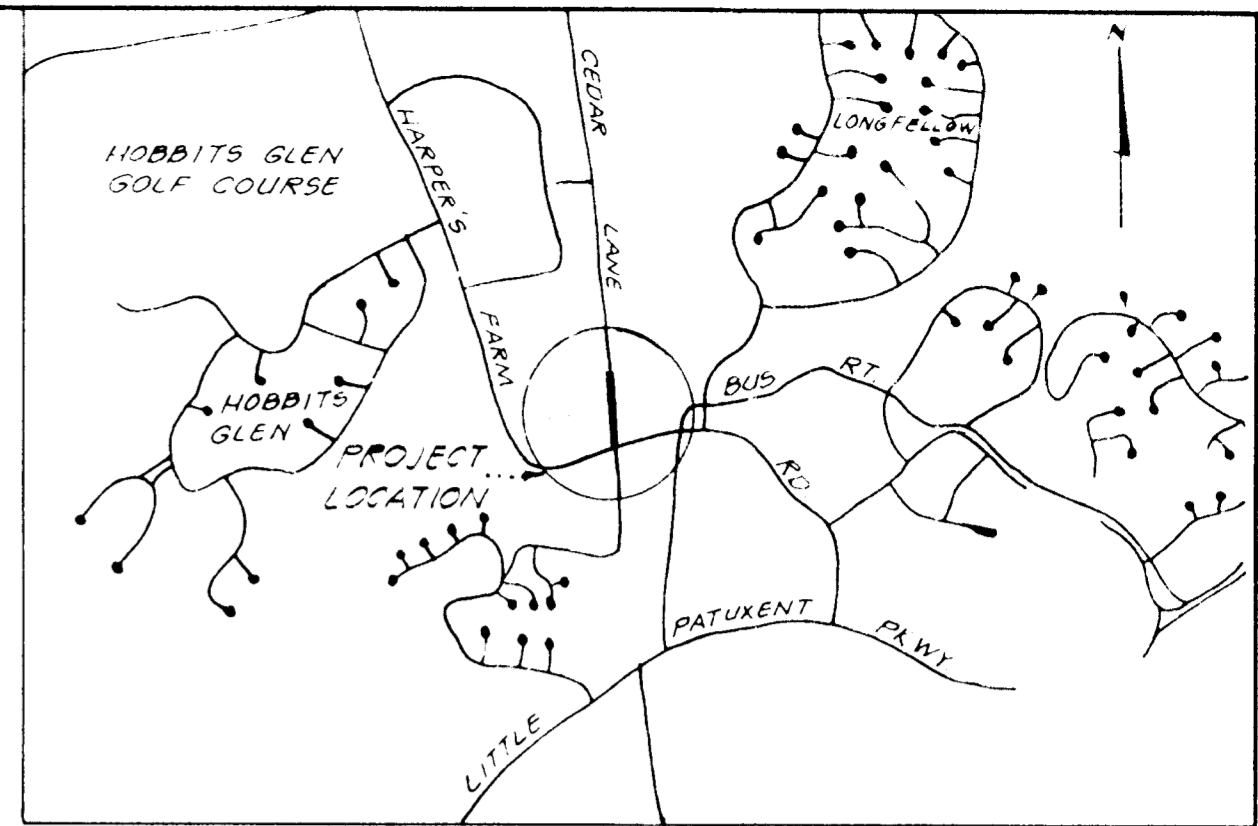 N
CEDAR
LANE
HOBBITS GLEN
GOLF COURSE
HARPER'S
FARM
LONGFELLOW
BUS
RT.
RD.
HOBBITS
GLEN
PROJECT
LOCATION
PATUXENT
PKWY
LITTLE